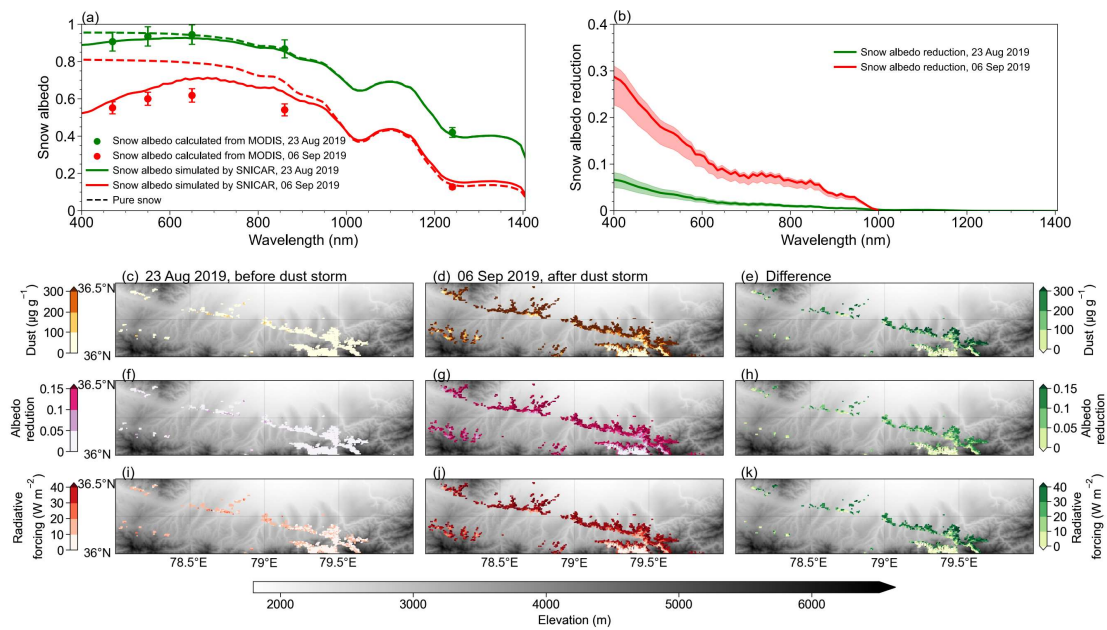 (a)
Snow albedo
1
0.8
0.6
0.4
0.2
0
Snow albedo calculated from MODIS, 23 Aug 2019
Snow albedo calculated from MODIS, 06 Sep 2019
Snow albedo simulated by SNICAR, 23 Aug 2019
Snow albedo simulated by SNICAR, 06 Sep 2019
Pure snow
400 600 800 1000 1200 1400
Wavelength (nm)
(b)
Snow albedo reduction
0.4
0.3
0.2
0.1
0
Snow albedo reduction, 23 Aug 2019
Snow albedo reduction, 06 Sep 2019
400 600 800 1000 1200 1400
Wavelength (nm)
(c) 23 Aug 2019, before dust storm
(d) 06 Sep 2019, after dust storm
(e) Difference
Dust (μg g⁻¹)
300
200
100
0
36.5°N
36°N
300
200
100
0
Dust (μg g⁻¹)
(f)
(g)
(h)
Albedo
redution
0.15
0.1
0.05
0
36.5°N
36°N
0.15
0.1
0.05
0
Albedo
reduction
(i)
(j)
(k)
Radiative
forcing (W m⁻²)
40
30
20
10
0
36.5°N
36°N
40
30
20
10
0
Radiative
forcing (W m⁻²)
78.5°E 79°E 79.5°E
78.5°E 79°E 79.5°E
78.5°E 79°E 79.5°E
2000 3000 4000 5000 6000
Elevation (m)